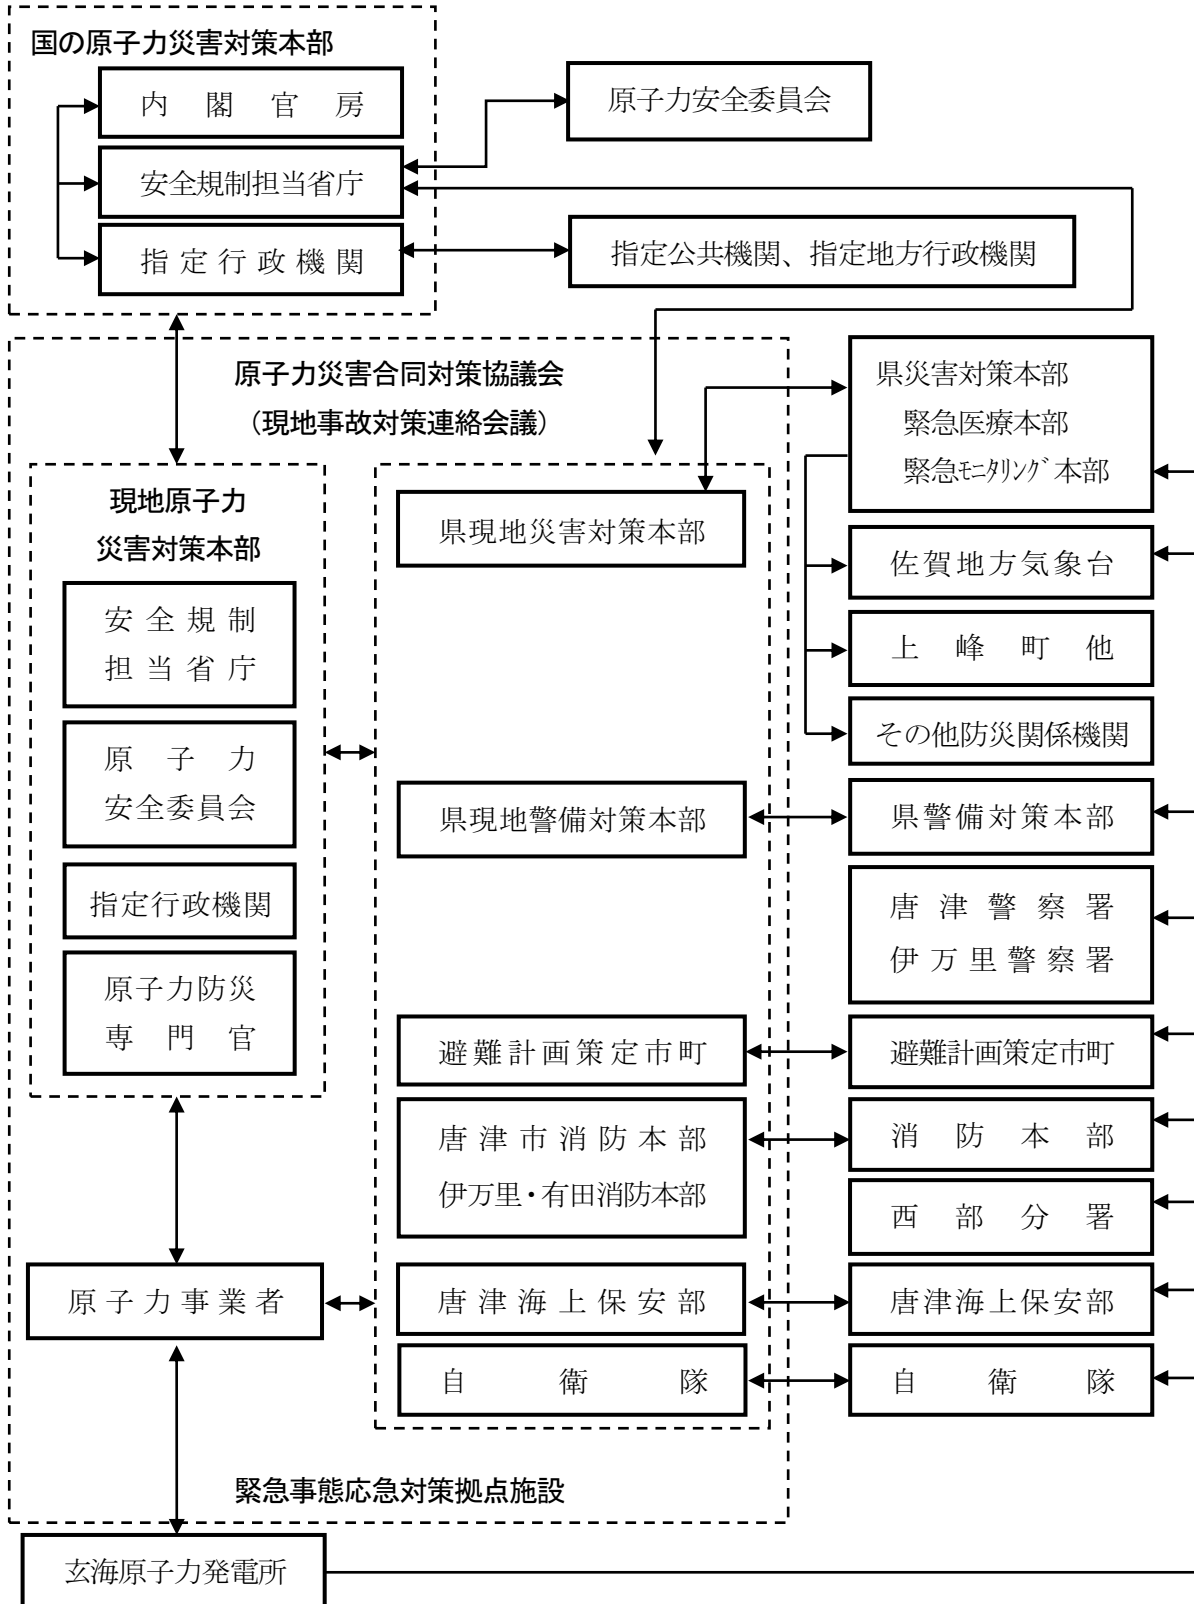 国の原子力災害対策本部
内閣官房
原子力安全委員会
安全規制担当省庁
指定行政機関
指定公共機関、指定地方行政機関
原子力災害合同対策協議会
（現地事故対策連絡会議）
県災害対策本部
緊急医療本部
緊急ﾓﾆﾀﾘﾝｸﾞ本部
現地原子力
災害対策本部
県現地災害対策本部
佐賀地方気象台
安全規制
担当省庁
上峰町他
その他防災関係機関
原子力
安全委員会
県現地警備対策本部
県警備対策本部
指定行政機関
唐津警察署
伊万里警察署
原子力防災
専門官
避難計画策定市町
避難計画策定市町
唐津市消防本部
伊万里・有田消防本部
消防本部
西部分署
原子力事業者
唐津海上保安部
唐津海上保安部
自衛隊
自衛隊
緊急事態応急対策拠点施設
玄海原子力発電所